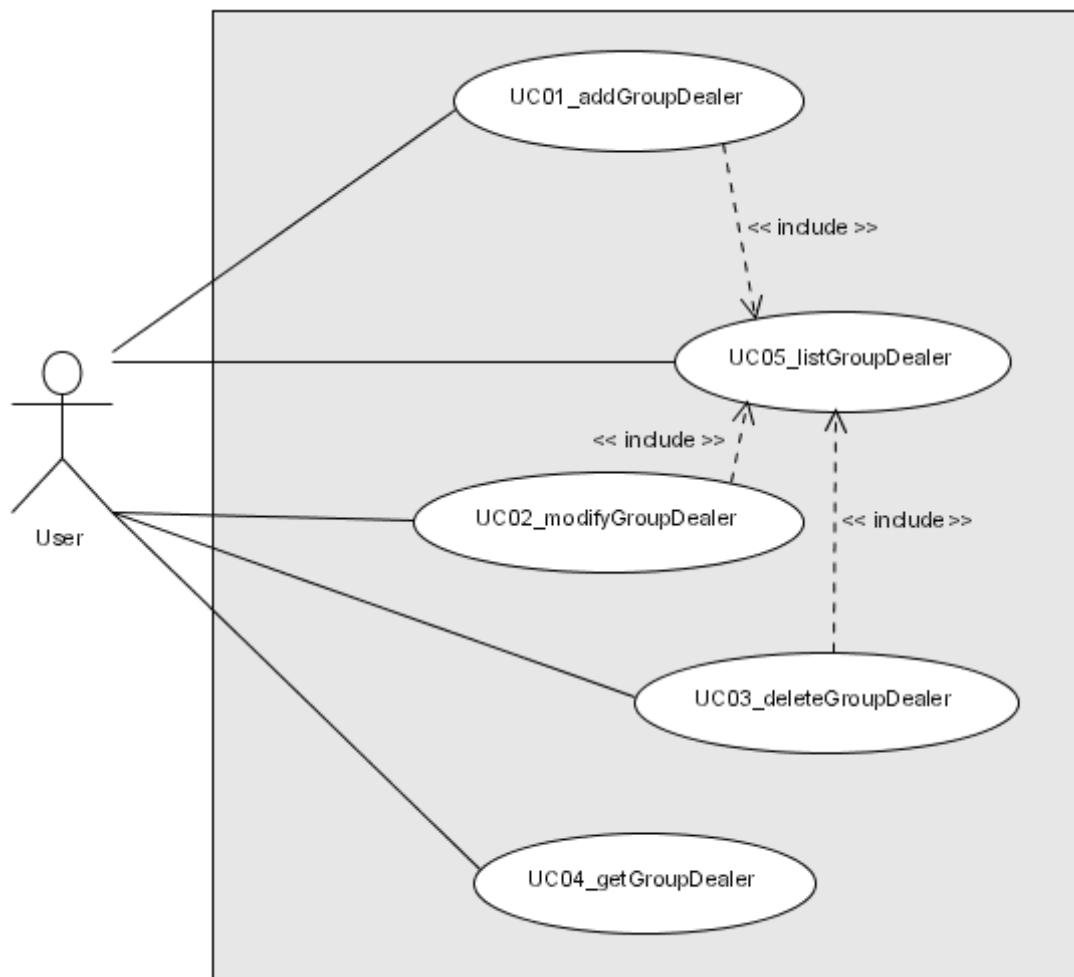 UC01_addGroupDealer
<< include >>
UC05_listGroupDealer
<< include >>
UC02_modifyGroupDealer
<< include >>
User
UC03_deleteGroupDealer
UC04_getGroupDealer